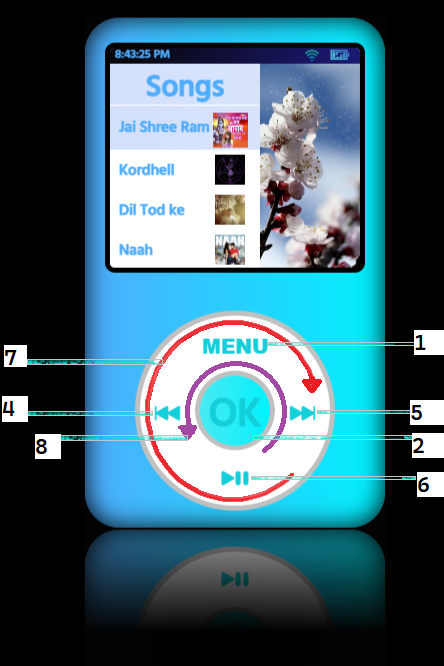 8:43:25 PM
Songs
Jai Shree Ram
Kordhell
Dil Tod ke
Naah
NAAH
MENU
OK
1
7
4
5
8
2
6